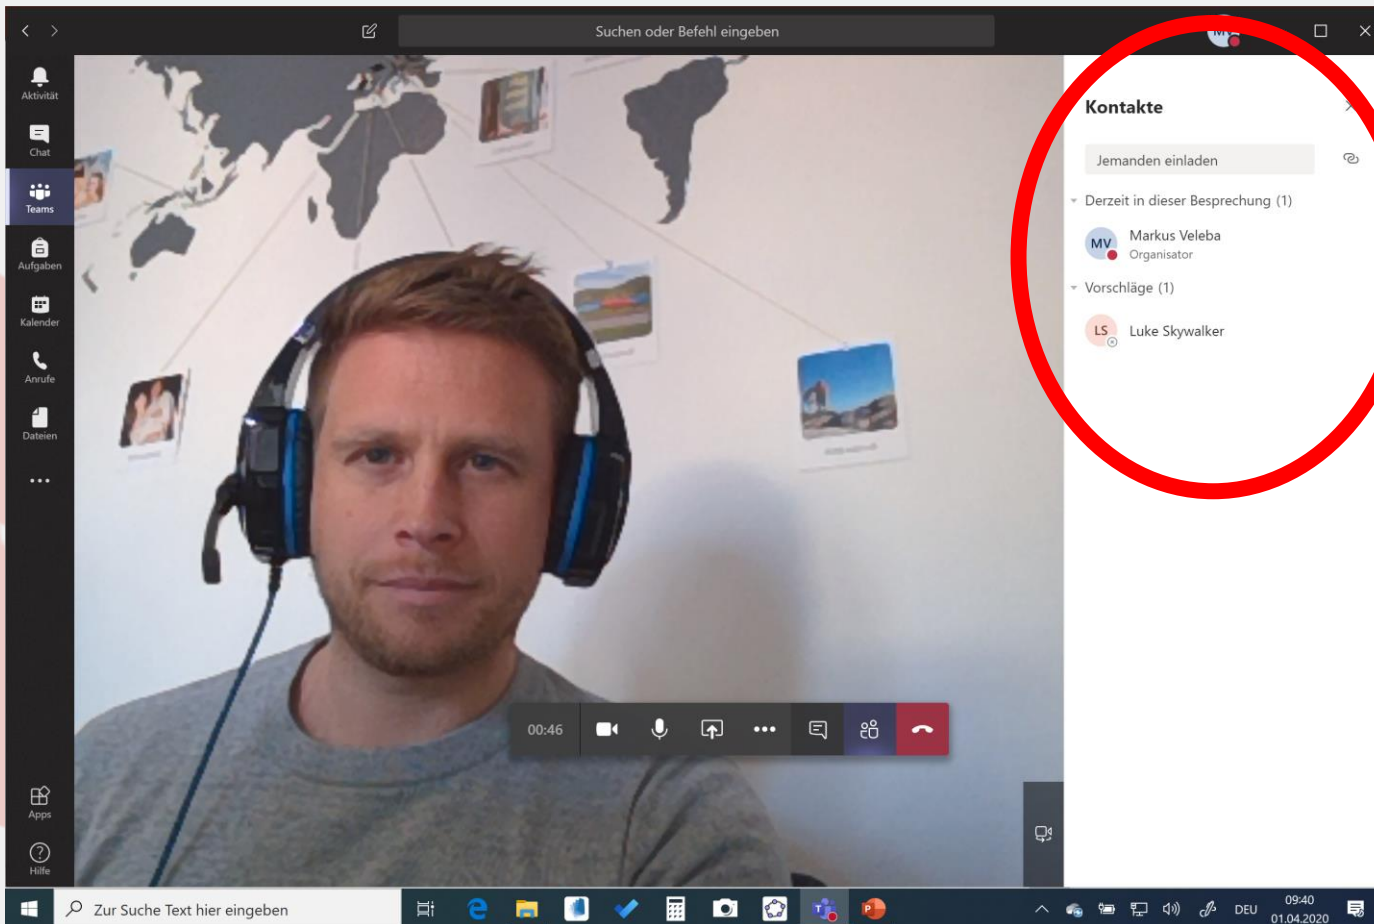 Suchen oder Befehl eingeben
Aktivität
Chat
Teams
Aufgaben
Kalender
Anrufe
Dateien
Apps
Hilfe
00:46
Kontakte
Jemanden einladen
Derzeit in dieser Besprechung (1)
MV
Markus Veleba
Organisator
Vorschläge (1)
LS
Luke Skywalker
Zur Suche Text hier eingeben
DEU
09:40
01.04.2020